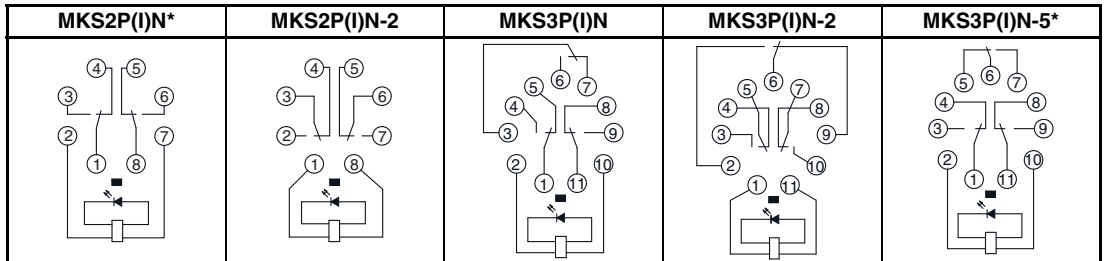 MKS2P(I)N* MKS2P(I)N-2 MKS3P(I)N MKS3P(I)N-2 MKS3P(I)N-5*
4 5 3 6 2 7 1 8
4 5 3 6 2 7 1 8
6 7 5 4 8 3 9 2 10 1 11
6 5 7 4 8 3 9 2 10 1 11
5 6 7 4 8 3 9 2 10 1 11